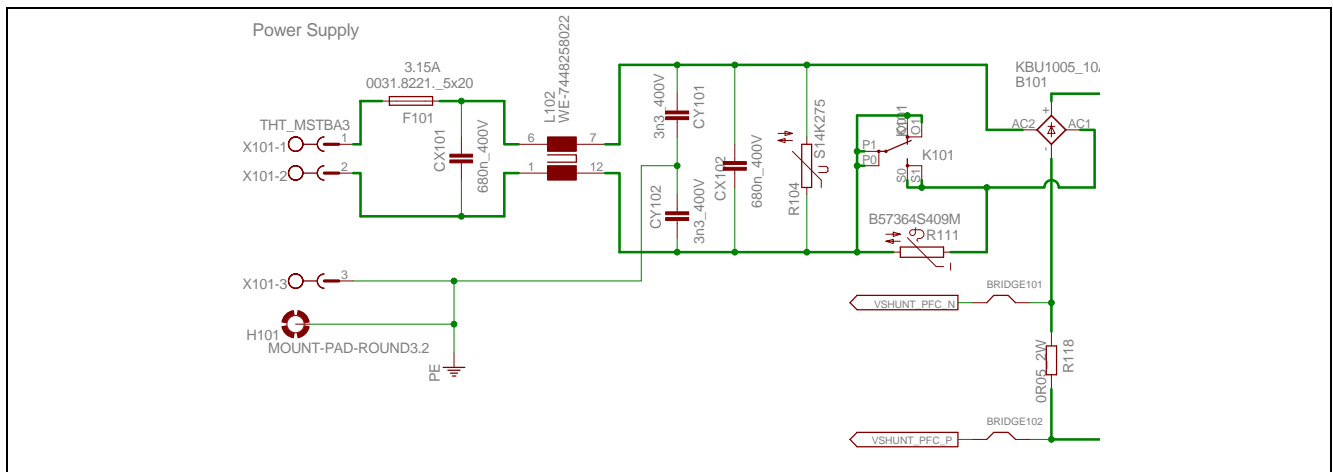 Power Supply
3.15A
0031.8221._5x20
F101
THT_MSTBA3
X101-1
1
X101-2
2
CX101
680n_400V
L102
WE-7448258022
6
7
1
12
3n3_400V
CY101
CY102
3n3_400V
CX102
680n_400V
S14K275
R104
U
P1
P0
O1
K101
S0
S1
B57364S409M
R111
KBU1005_10A
B101
AC2
AC1
+
-
X101-3
3
H101
MOUNT-PAD-ROUND3.2
PE
VSHUNT_PFC_N
BRIDGE101
0R05_2W
R118
VSHUNT_PFC_P
BRIDGE102